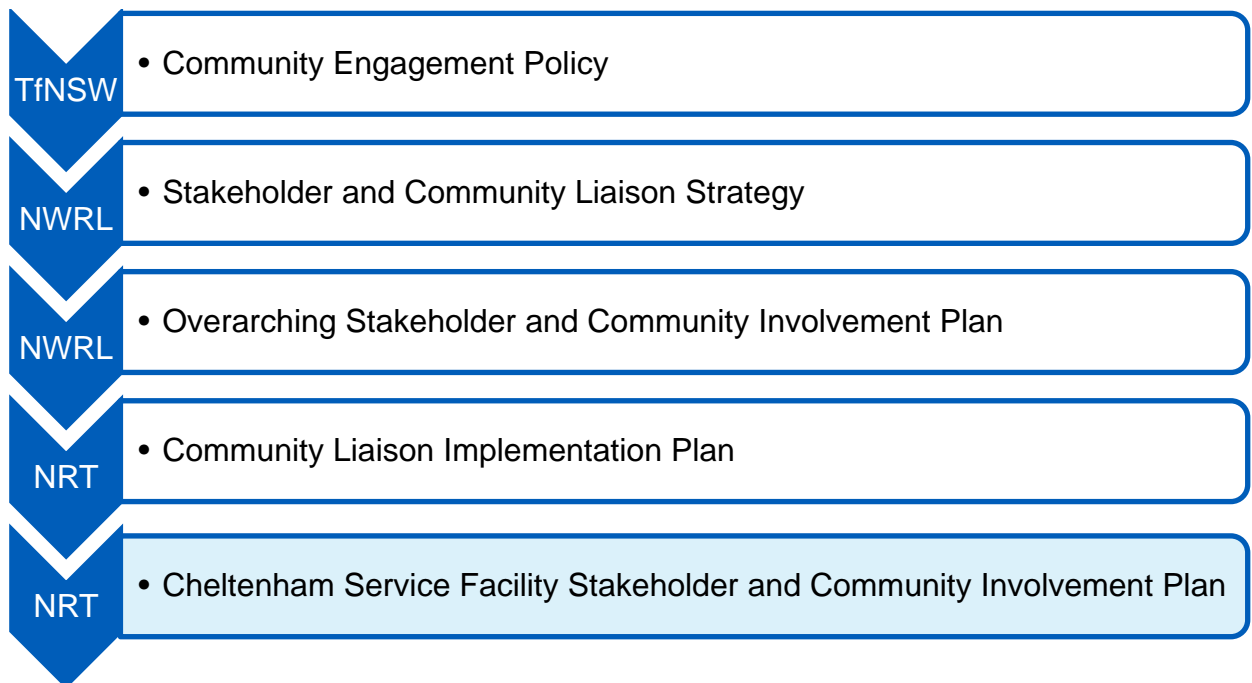 TfNSW
• Community Engagement Policy
NWRL
• Stakeholder and Community Liaison Strategy
NWRL
• Overarching Stakeholder and Community Involvement Plan
NRT
• Community Liaison Implementation Plan
NRT
• Cheltenham Service Facility Stakeholder and Community Involvement Plan